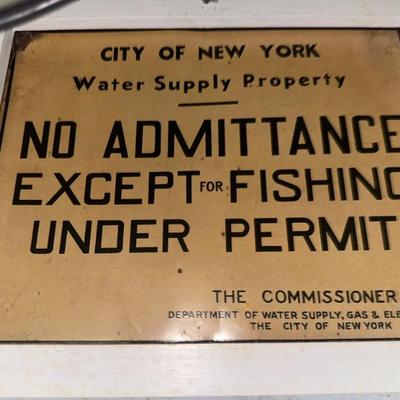 CITY OF NEW YORK
Water Supply Property
NO ADMITTANCE
EXCEPT FOR FISHING
UNDER PERMIT
THE COMMISSIONER
DEPARTMENT OF WATER SUPPLY, GAS & ELE
THE CITY OF NEW YORK